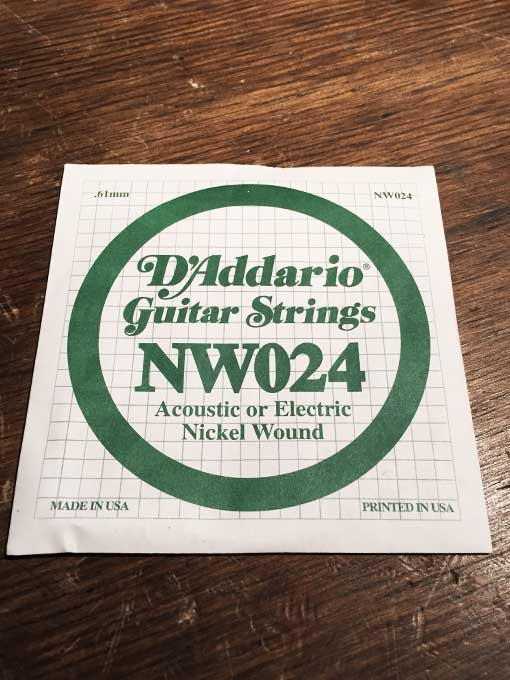 .61mm NW024
D'Addario®
Guitar Strings
NW024
Acoustic or Electric
Nickel Wound
MADE IN USA PRINTED IN USA